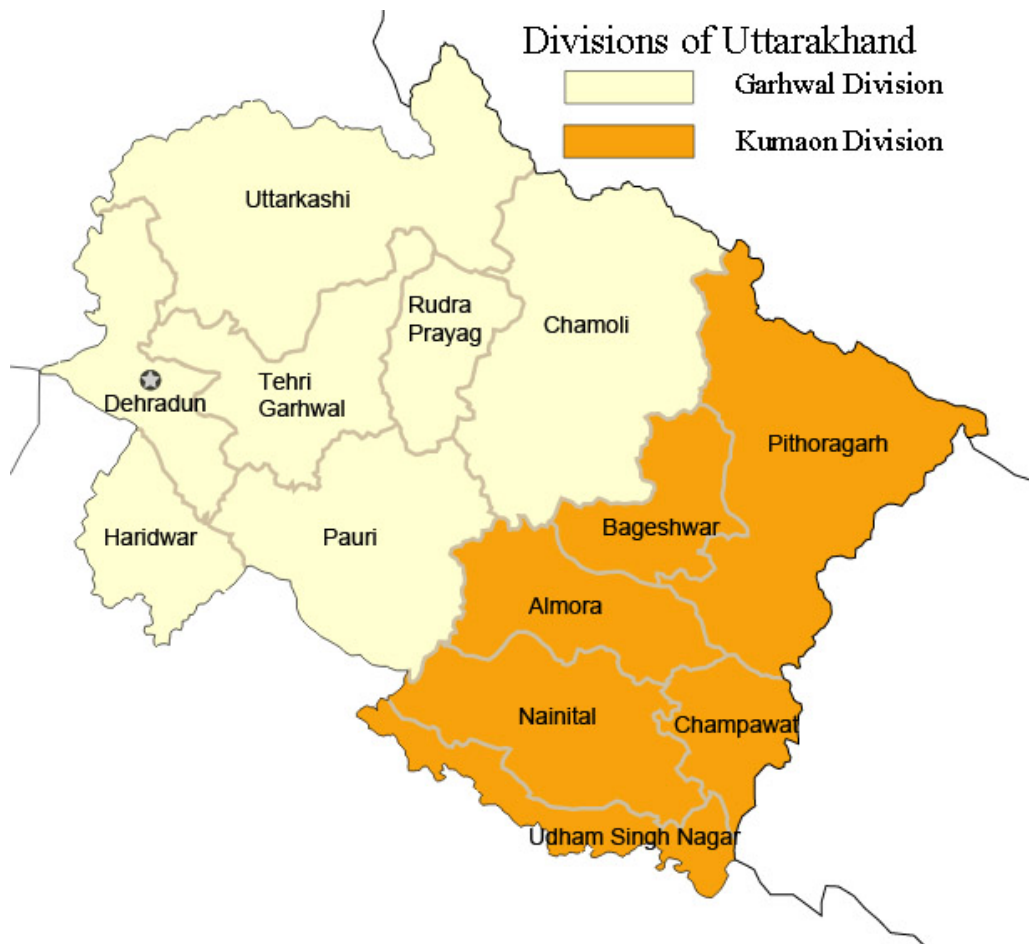 Divisions of Uttarakhand
Garhwal Division
Kumaon Division
Uttarkashi
Rudra
Prayag
Chamoli
Tehri
Garhwal
Dehradun
Pithoragarh
Haridwar
Pauri
Bageshwar
Almora
Nainital
Champawat
Udham Singh Nagar